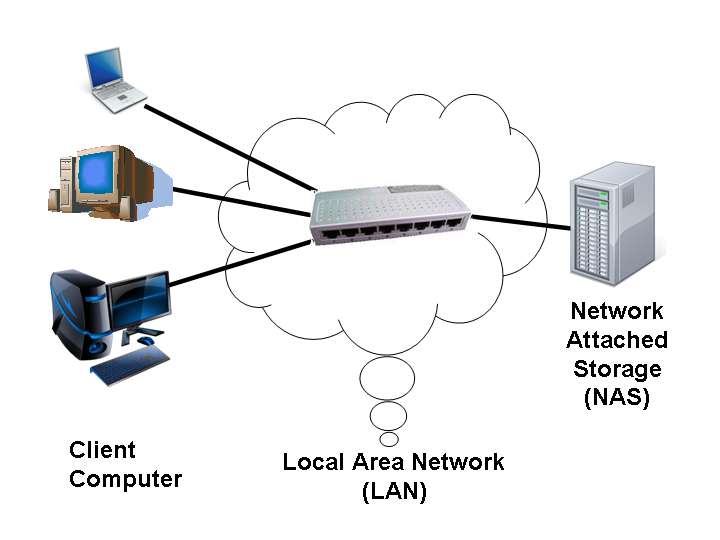 Network
Attached
Storage
(NAS)
Client
Computer
Local Area Network
(LAN)